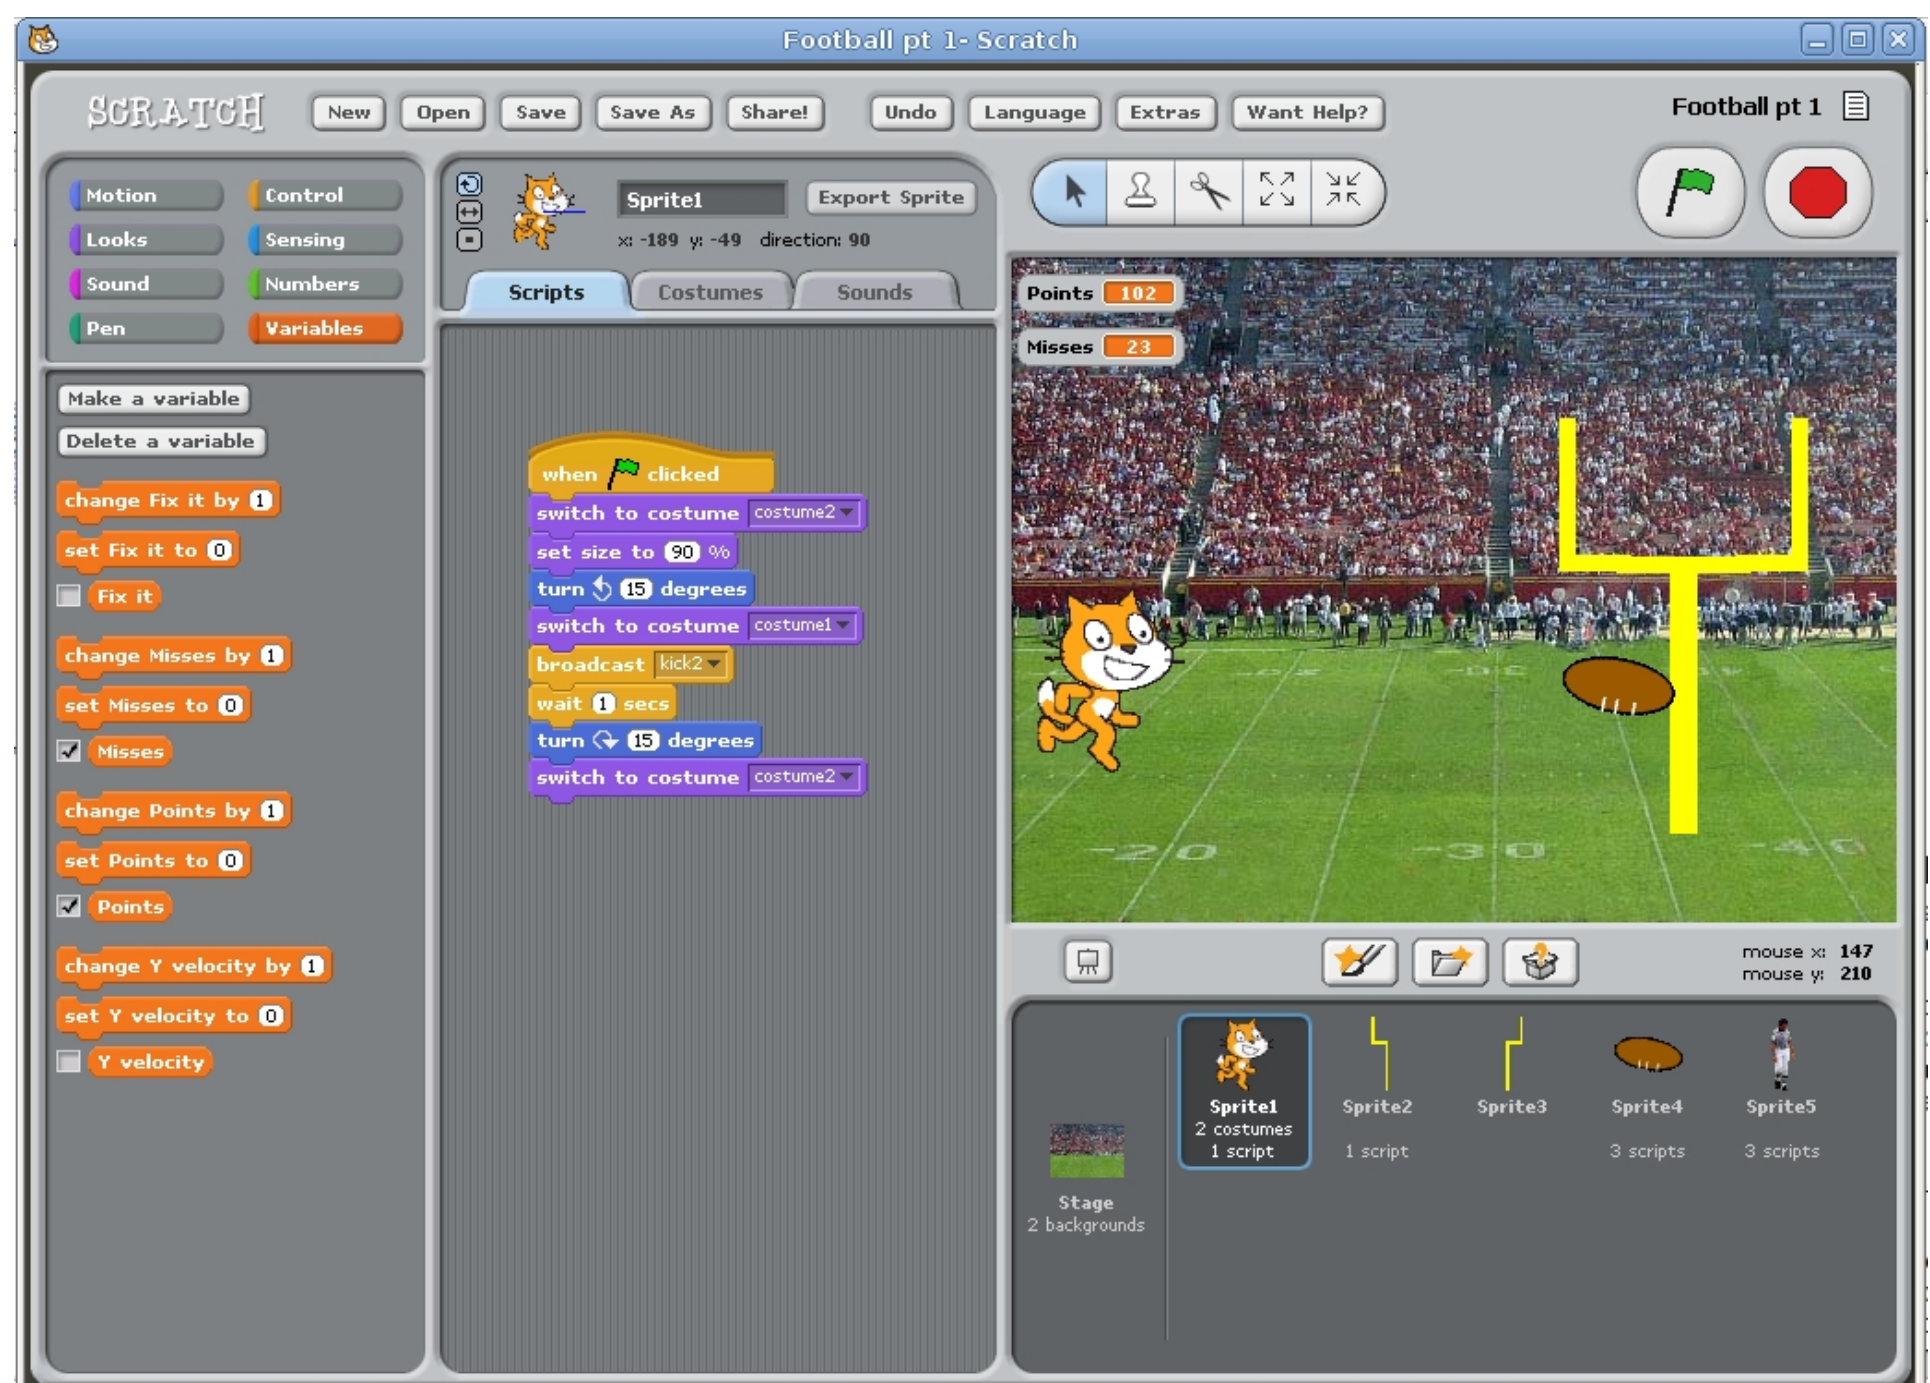 Football pt 1- Scratch
SCRATCH
New
Open
Save
Save As
Share!
Undo
Language
Extras
Want Help?
Football pt 1
Motion
Control
Looks
Sensing
Sound
Numbers
Pen
Variables
Make a variable
Delete a variable
change Fix it by 1
set Fix it to 0
Fix it
change Misses by 1
set Misses to 0
Misses
change Points by 1
set Points to 0
Points
change Y velocity by 1
set Y velocity to 0
Y velocity
Sprite1
Export Sprite
x: -189 y: -49 direction: 90
Scripts
Costumes
Sounds
when clicked
switch to costume costume2
set size to 90 %
turn 15 degrees
switch to costume costume1
broadcast kick2
wait 1 secs
turn 15 degrees
switch to costume costume2
Points 102
Misses 23
-20
-30
-40
mouse x: 147
mouse y: 210
Stage
2 backgrounds
Sprite1
2 costumes
1 script
Sprite2
1 script
Sprite3
Sprite4
3 scripts
Sprite5
3 scripts